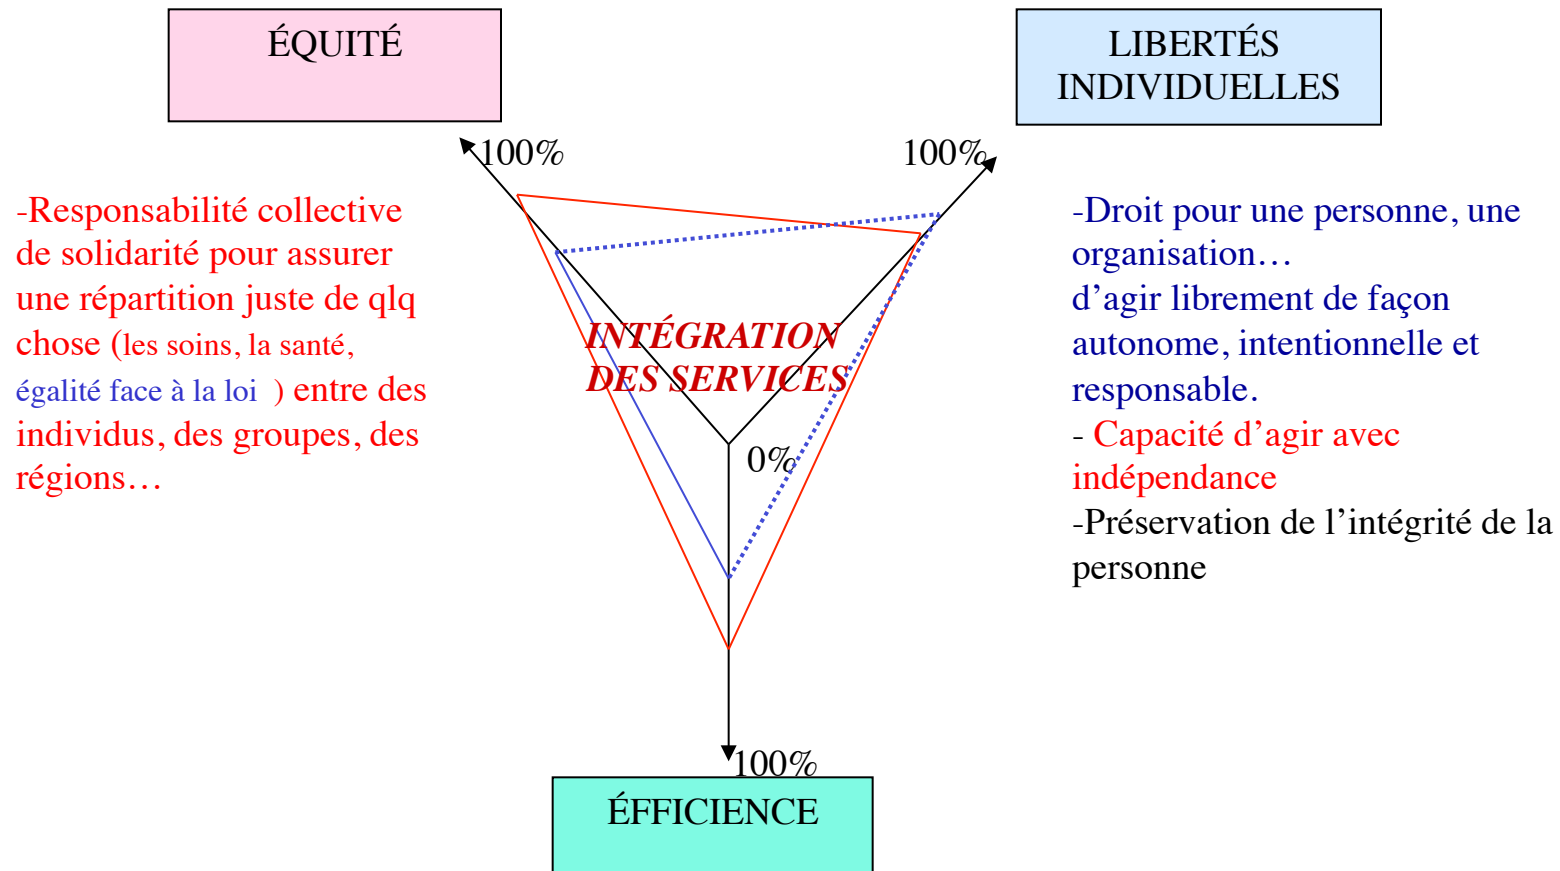 ÉQUITÉ
LIBERTÉS
INDIVIDUELLES
100%
100%
-Responsabilité collective
de solidarité pour assurer
une répartition juste de qlq
chose (les soins, la santé,
égalité face à la loi ) entre des
individus, des groupes, des
régions…
INTÉGRATION
DES SERVICES
0%
-Droit pour une personne, une
organisation…
d’agir librement de façon
autonome, intentionnelle et
responsable.
- Capacité d’agir avec
indépendance
-Préservation de l’intégrité de la
personne
100%
ÉFFICIENCE